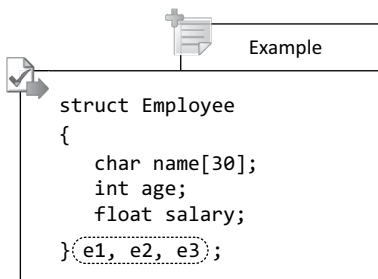 Example
struct Employee
{
char name[30];
int age;
float salary;
}e1, e2, e3;